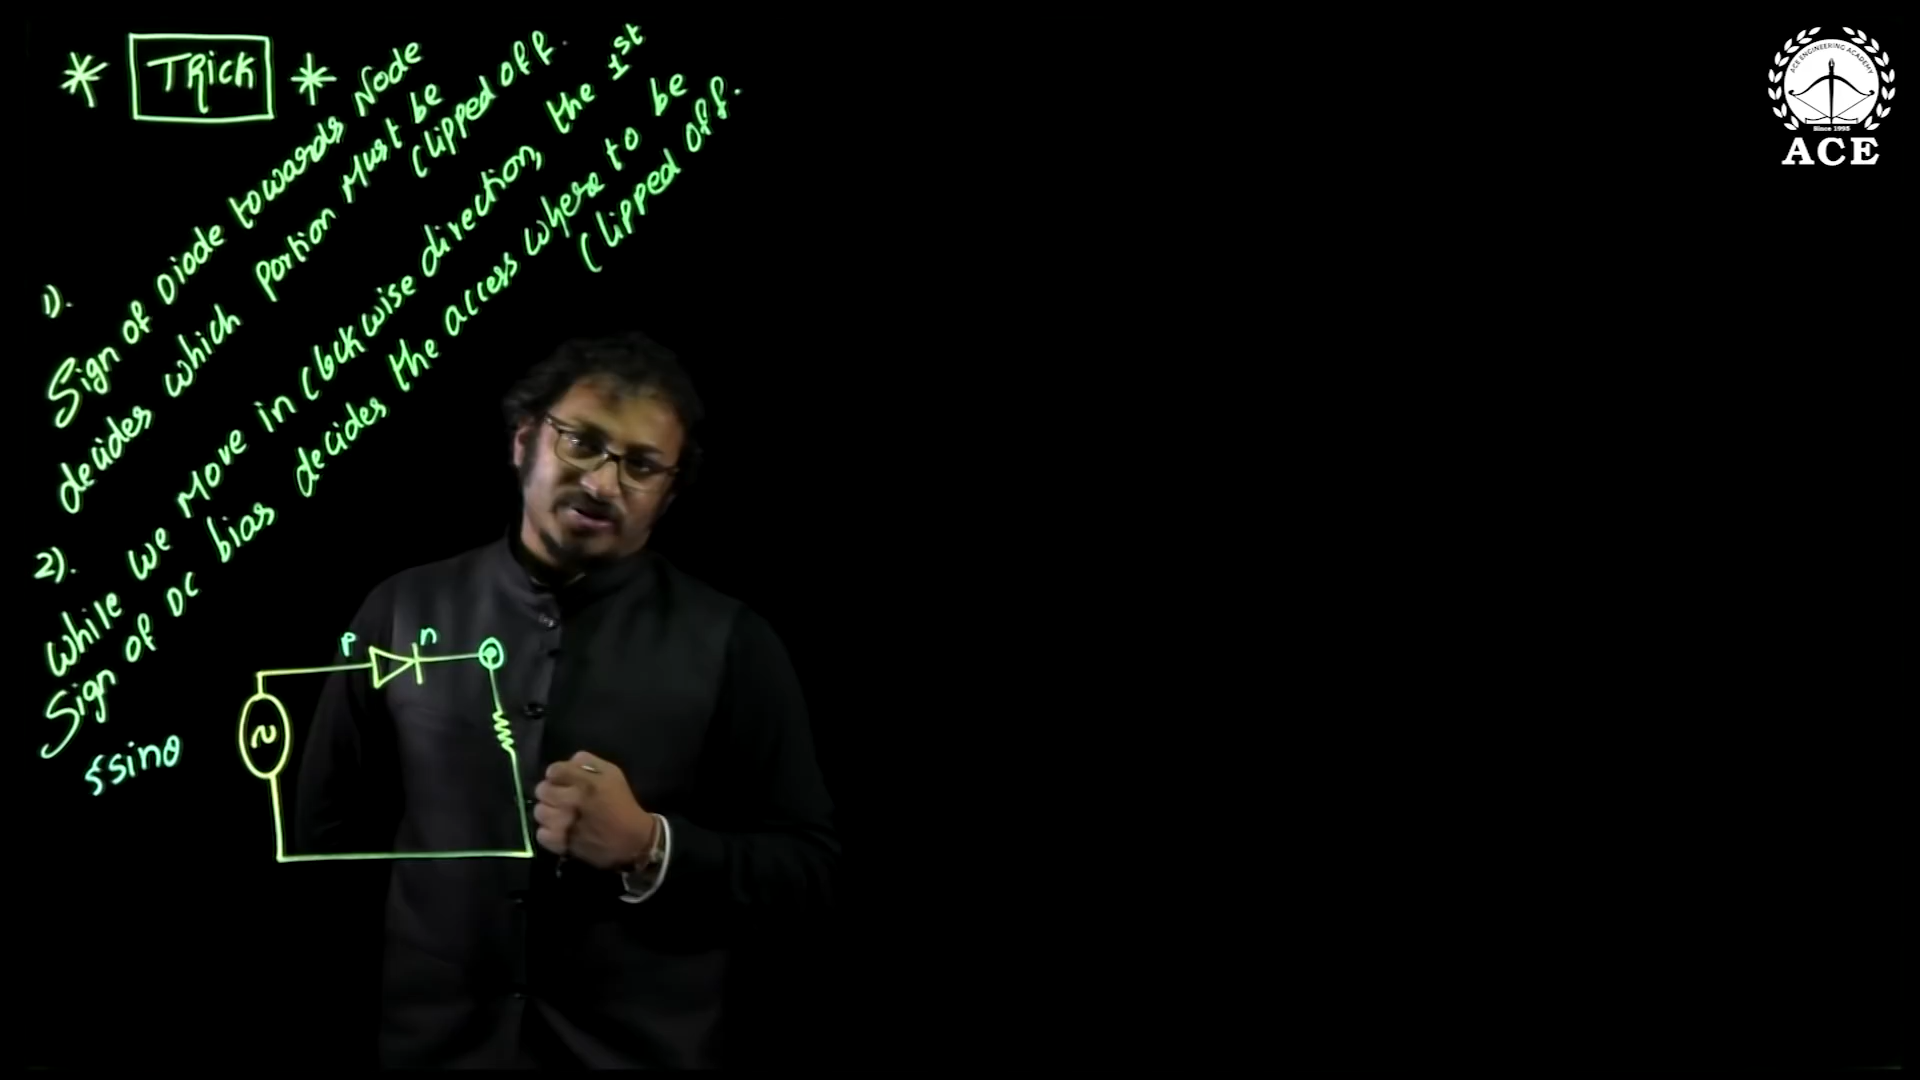 * TRICK *
1).
Sign of Diode towards Node
decides which portion Must be
Clipped off.
2).
While we Move in Clockwise direction, the 1st
Sign of DC bias decides the access where to be
Clipped off.
P
n
5sinθ
~
ACE ENGINEERING ACADEMY
Since 1995
ACE